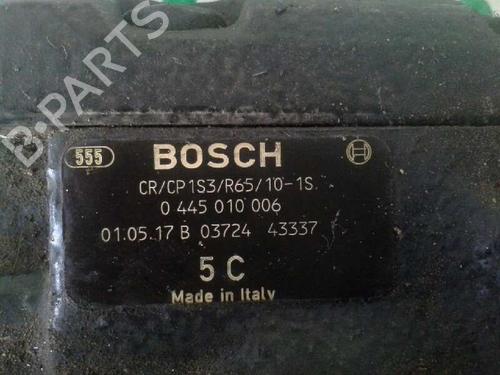 B-PARTS
555 BOSCH
CR/CP1S3/R65/10-1S
0 445 010 006
01.05.17 B 03724 43337
5 C
Made in Italy